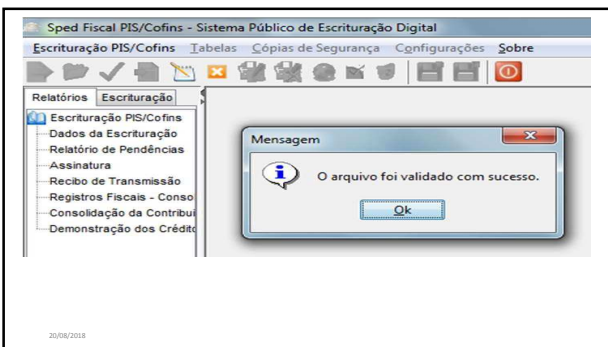 Sped Fiscal PIS/Cofins - Sistema Público de Escrituração Digital
Escrituração PIS/Cofins Tabelas Cópias de Segurança Configurações Sobre
Relatórios Escrituração
Escrituração PIS/Cofins
Dados da Escrituração
Relatório de Pendências
Assinatura
Recibo de Transmissão
Registros Fiscais - Conso
Consolidação da Contribui
Demonstração dos Crédito
Mensagem
O arquivo foi validado com sucesso.
Ok
20/08/2018